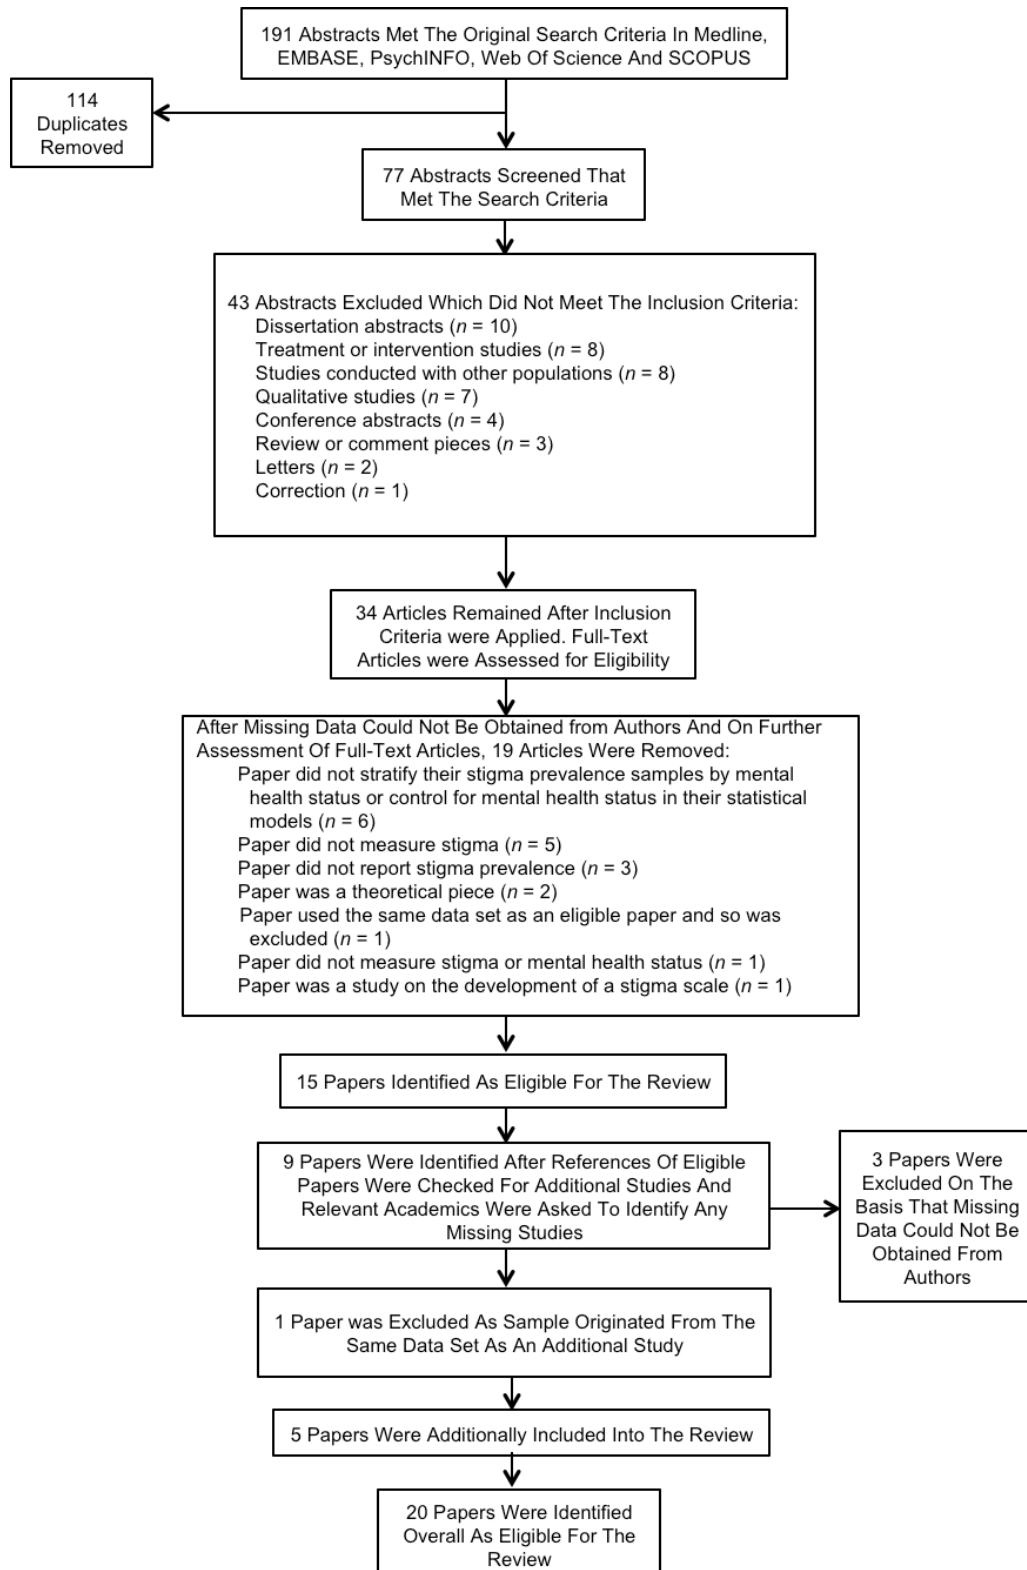 191 Abstracts Met The Original Search Criteria In Medline,
EMBASE, PsychINFO, Web Of Science And SCOPUS
114
Duplicates
Removed
77 Abstracts Screened That
Met The Search Criteria
43 Abstracts Excluded Which Did Not Meet The Inclusion Criteria:
Dissertation abstracts (n = 10)
Treatment or intervention studies (n = 8)
Studies conducted with other populations (n = 8)
Qualitative studies (n = 7)
Conference abstracts (n = 4)
Review or comment pieces (n = 3)
Letters (n = 2)
Correction (n = 1)
34 Articles Remained After Inclusion
Criteria were Applied. Full-Text
Articles were Assessed for Eligibility
After Missing Data Could Not Be Obtained from Authors And On Further
Assessment Of Full-Text Articles, 19 Articles Were Removed:
Paper did not stratify their stigma prevalence samples by mental
health status or control for mental health status in their statistical
models (n = 6)
Paper did not measure stigma (n = 5)
Paper did not report stigma prevalence (n = 3)
Paper was a theoretical piece (n = 2)
Paper used the same data set as an eligible paper and so was
excluded (n = 1)
Paper did not measure stigma or mental health status (n = 1)
Paper was a study on the development of a stigma scale (n = 1)
15 Papers Identified As Eligible For The Review
9 Papers Were Identified After References Of Eligible
Papers Were Checked For Additional Studies And
Relevant Academics Were Asked To Identify Any
Missing Studies
3 Papers Were
Excluded On The
Basis That Missing
Data Could Not Be
Obtained From
Authors
1 Paper was Excluded As Sample Originated From The
Same Data Set As An Additional Study
5 Papers Were Additionally Included Into The Review
20 Papers Were Identified
Overall As Eligible For The
Review